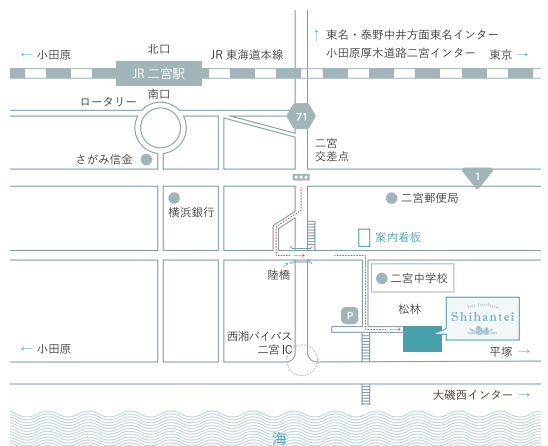 ↑ 東名・泰野中井方面東名インター
小田原厚木道路二宮インター
← 小田原
北口
JR 東海道本線
東京 →
JR 二宮駅
南口
ロータリー
71
二宮
交差点
さがみ信金
1
横浜銀行
二宮郵便局
案内看板
陸橋
二宮中学校
P
松林
Shihantei
西湘バイパス
二宮 IC
← 小田原
平塚 →
大磯西インター →
海